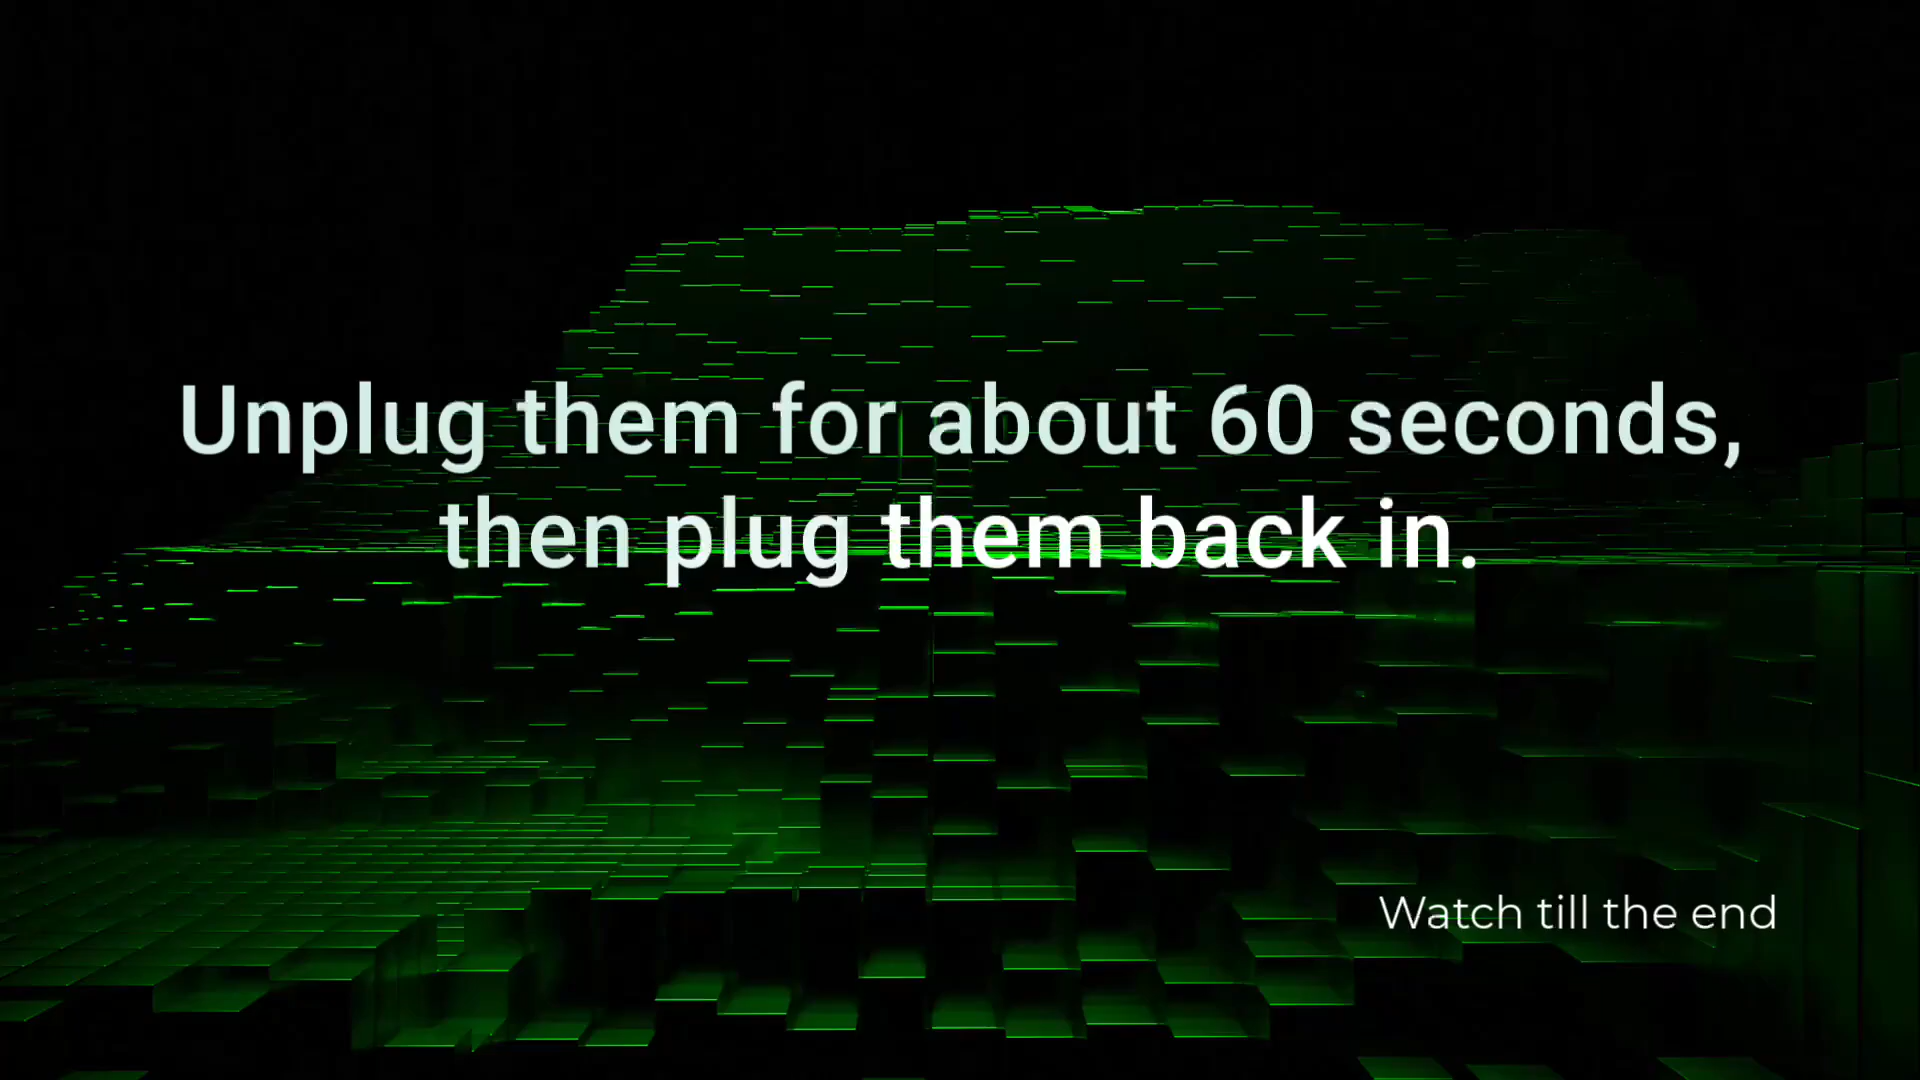 Unplug them for about 60 seconds,
then plug them back in.
Watch till the end